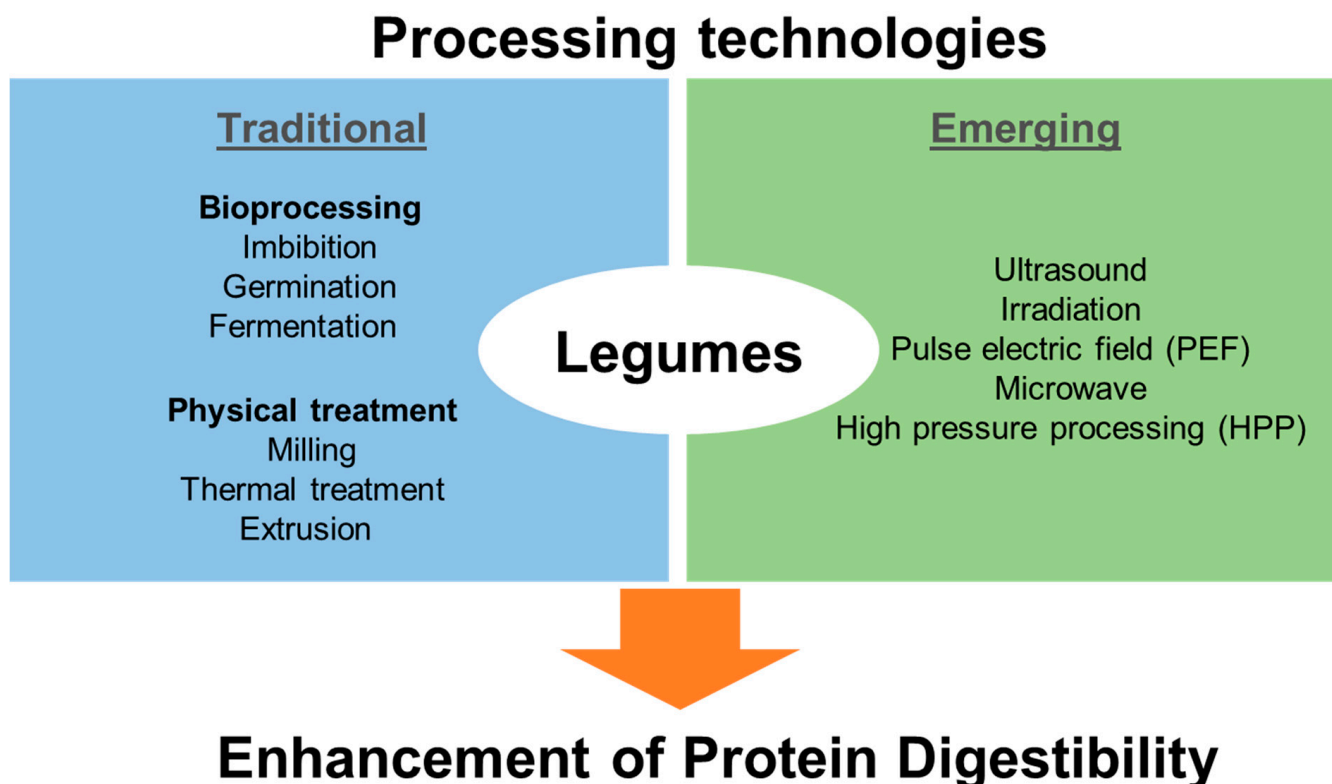 Processing technologies
Traditional
Bioprocessing
Imbibition
Germination
Fermentation
Physical treatment
Milling
Thermal treatment
Extrusion
Legumes
Emerging
Ultrasound
Irradiation
Pulse electric field (PEF)
Microwave
High pressure processing (HPP)
Enhancement of Protein Digestibility